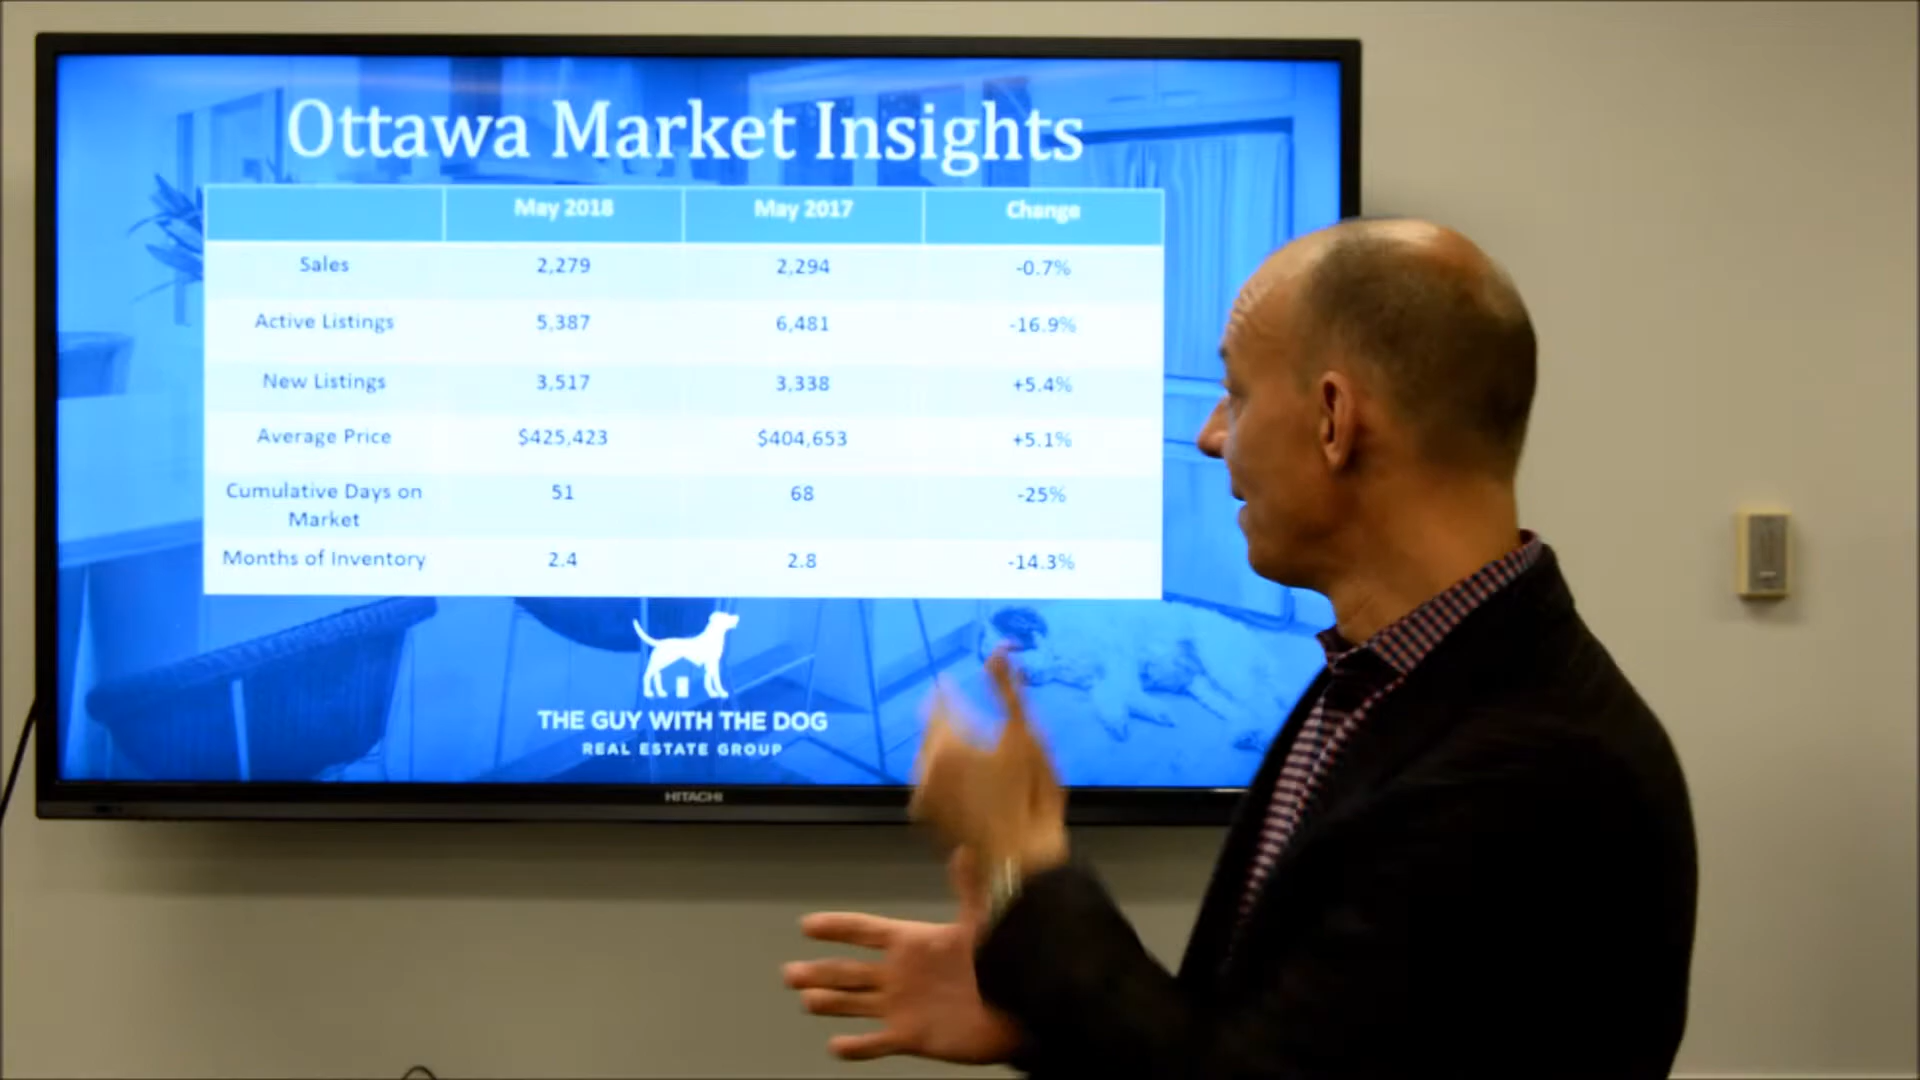 Ottawa Market Insights
May 2018 May 2017 Change
Sales 2,279 2,294 -0.7%
Active Listings 5,387 6,481 -16.9%
New Listings 3,517 3,338 +5.4%
Average Price $425,423 $404,653 +5.1%
Cumulative Days on Market 51 68 -25%
Months of Inventory 2.4 2.8 -14.3%
THE GUY WITH THE DOG
REAL ESTATE GROUP
HITACHI